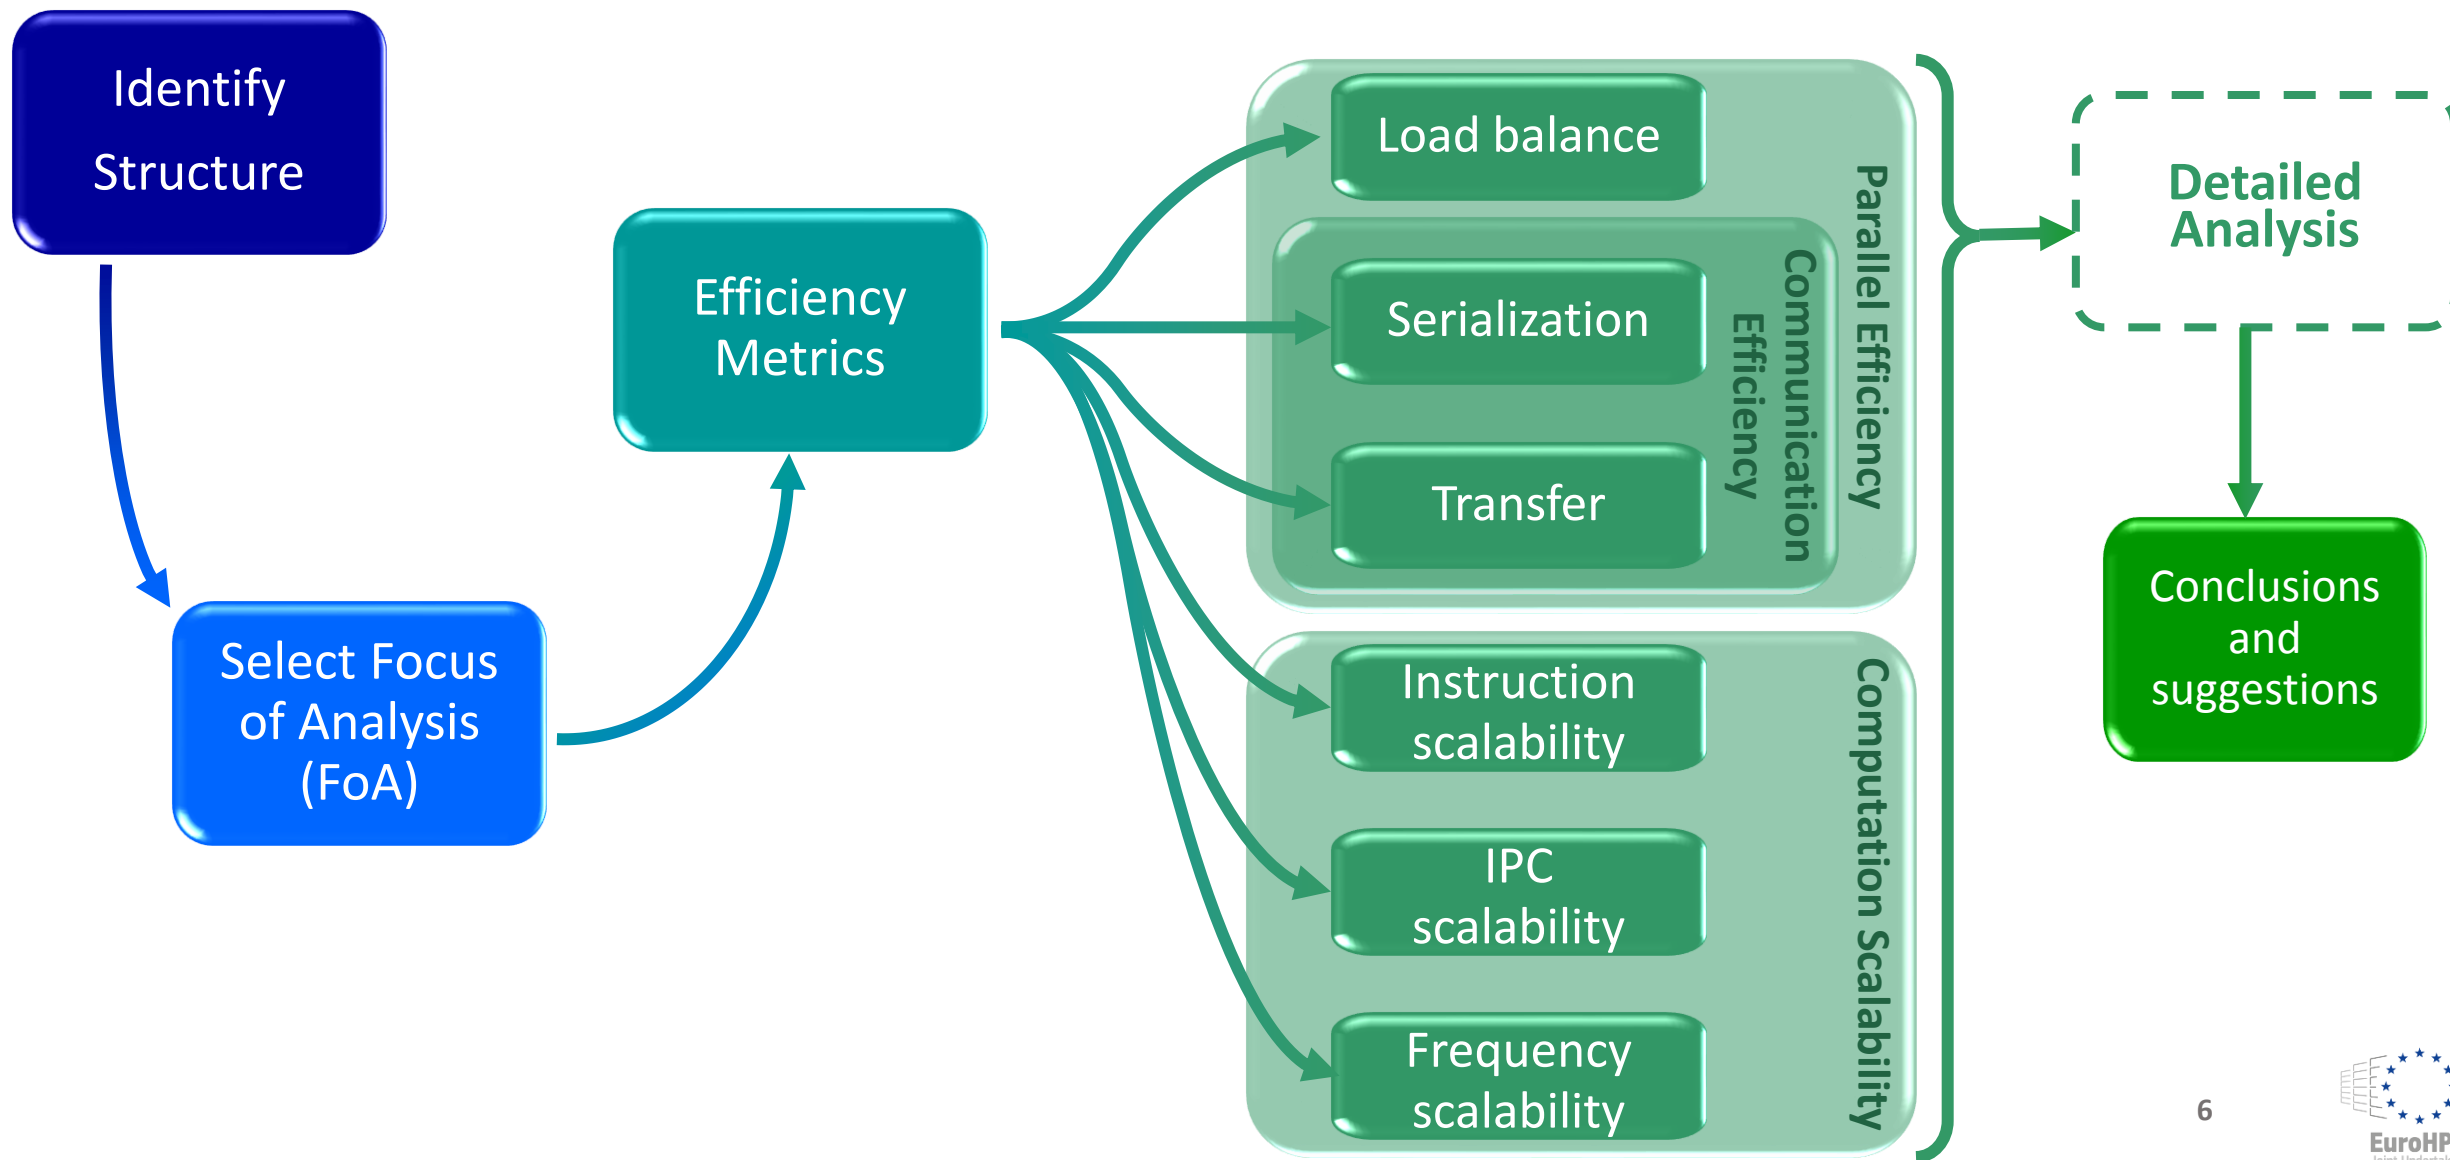 Identify
Structure
Select Focus
of Analysis
(FoA)
Efficiency
Metrics
Load balance
Serialization
Transfer
Communication
Efficiency
Parallel Efficiency
Instruction
scalability
IPC
scalability
Frequency
scalability
Computation Scalability
Detailed
Analysis
Conclusions
and
suggestions
6
EuroHP